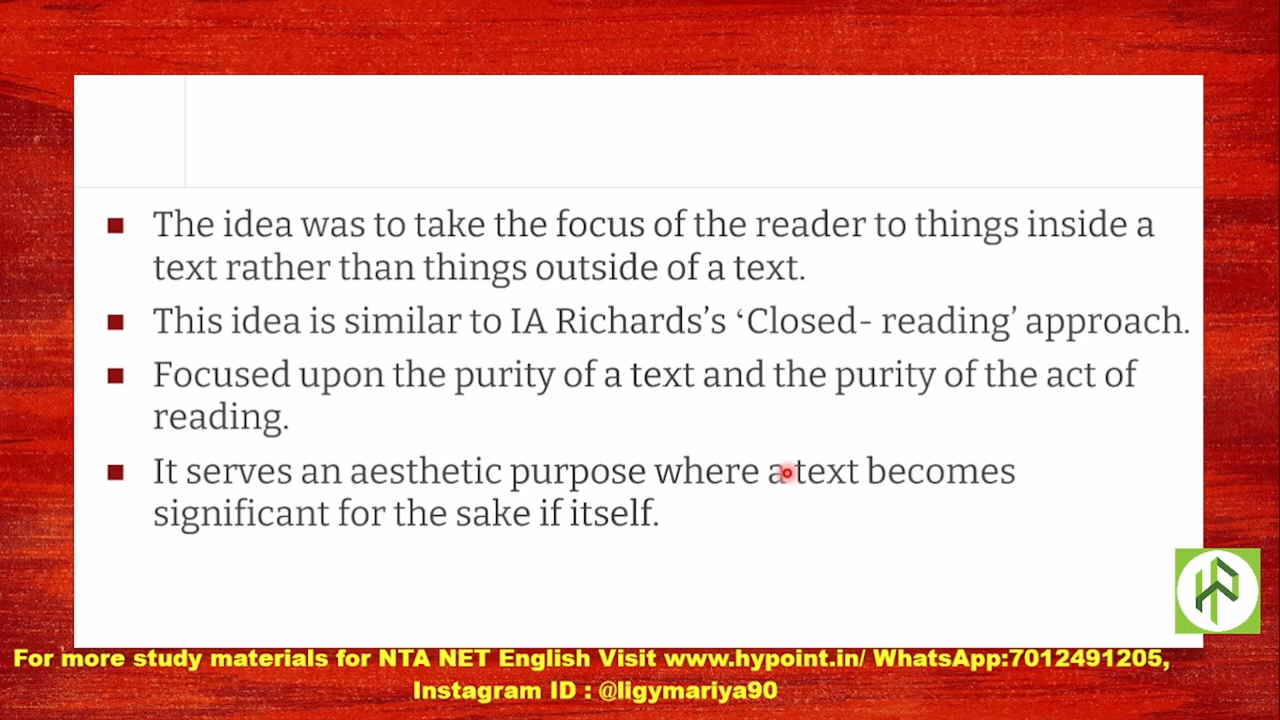 The idea was to take the focus of the reader to things inside a
text rather than things outside of a text.
This idea is similar to IA Richards's ‘Closed- reading’ approach.
Focused upon the purity of a text and the purity of the act of
reading.
It serves an aesthetic purpose where a text becomes
significant for the sake if itself.
For more study materials for NTA NET English Visit www.hypoint.in/ WhatsApp:7012491205,
Instagram ID : @ligymariya90